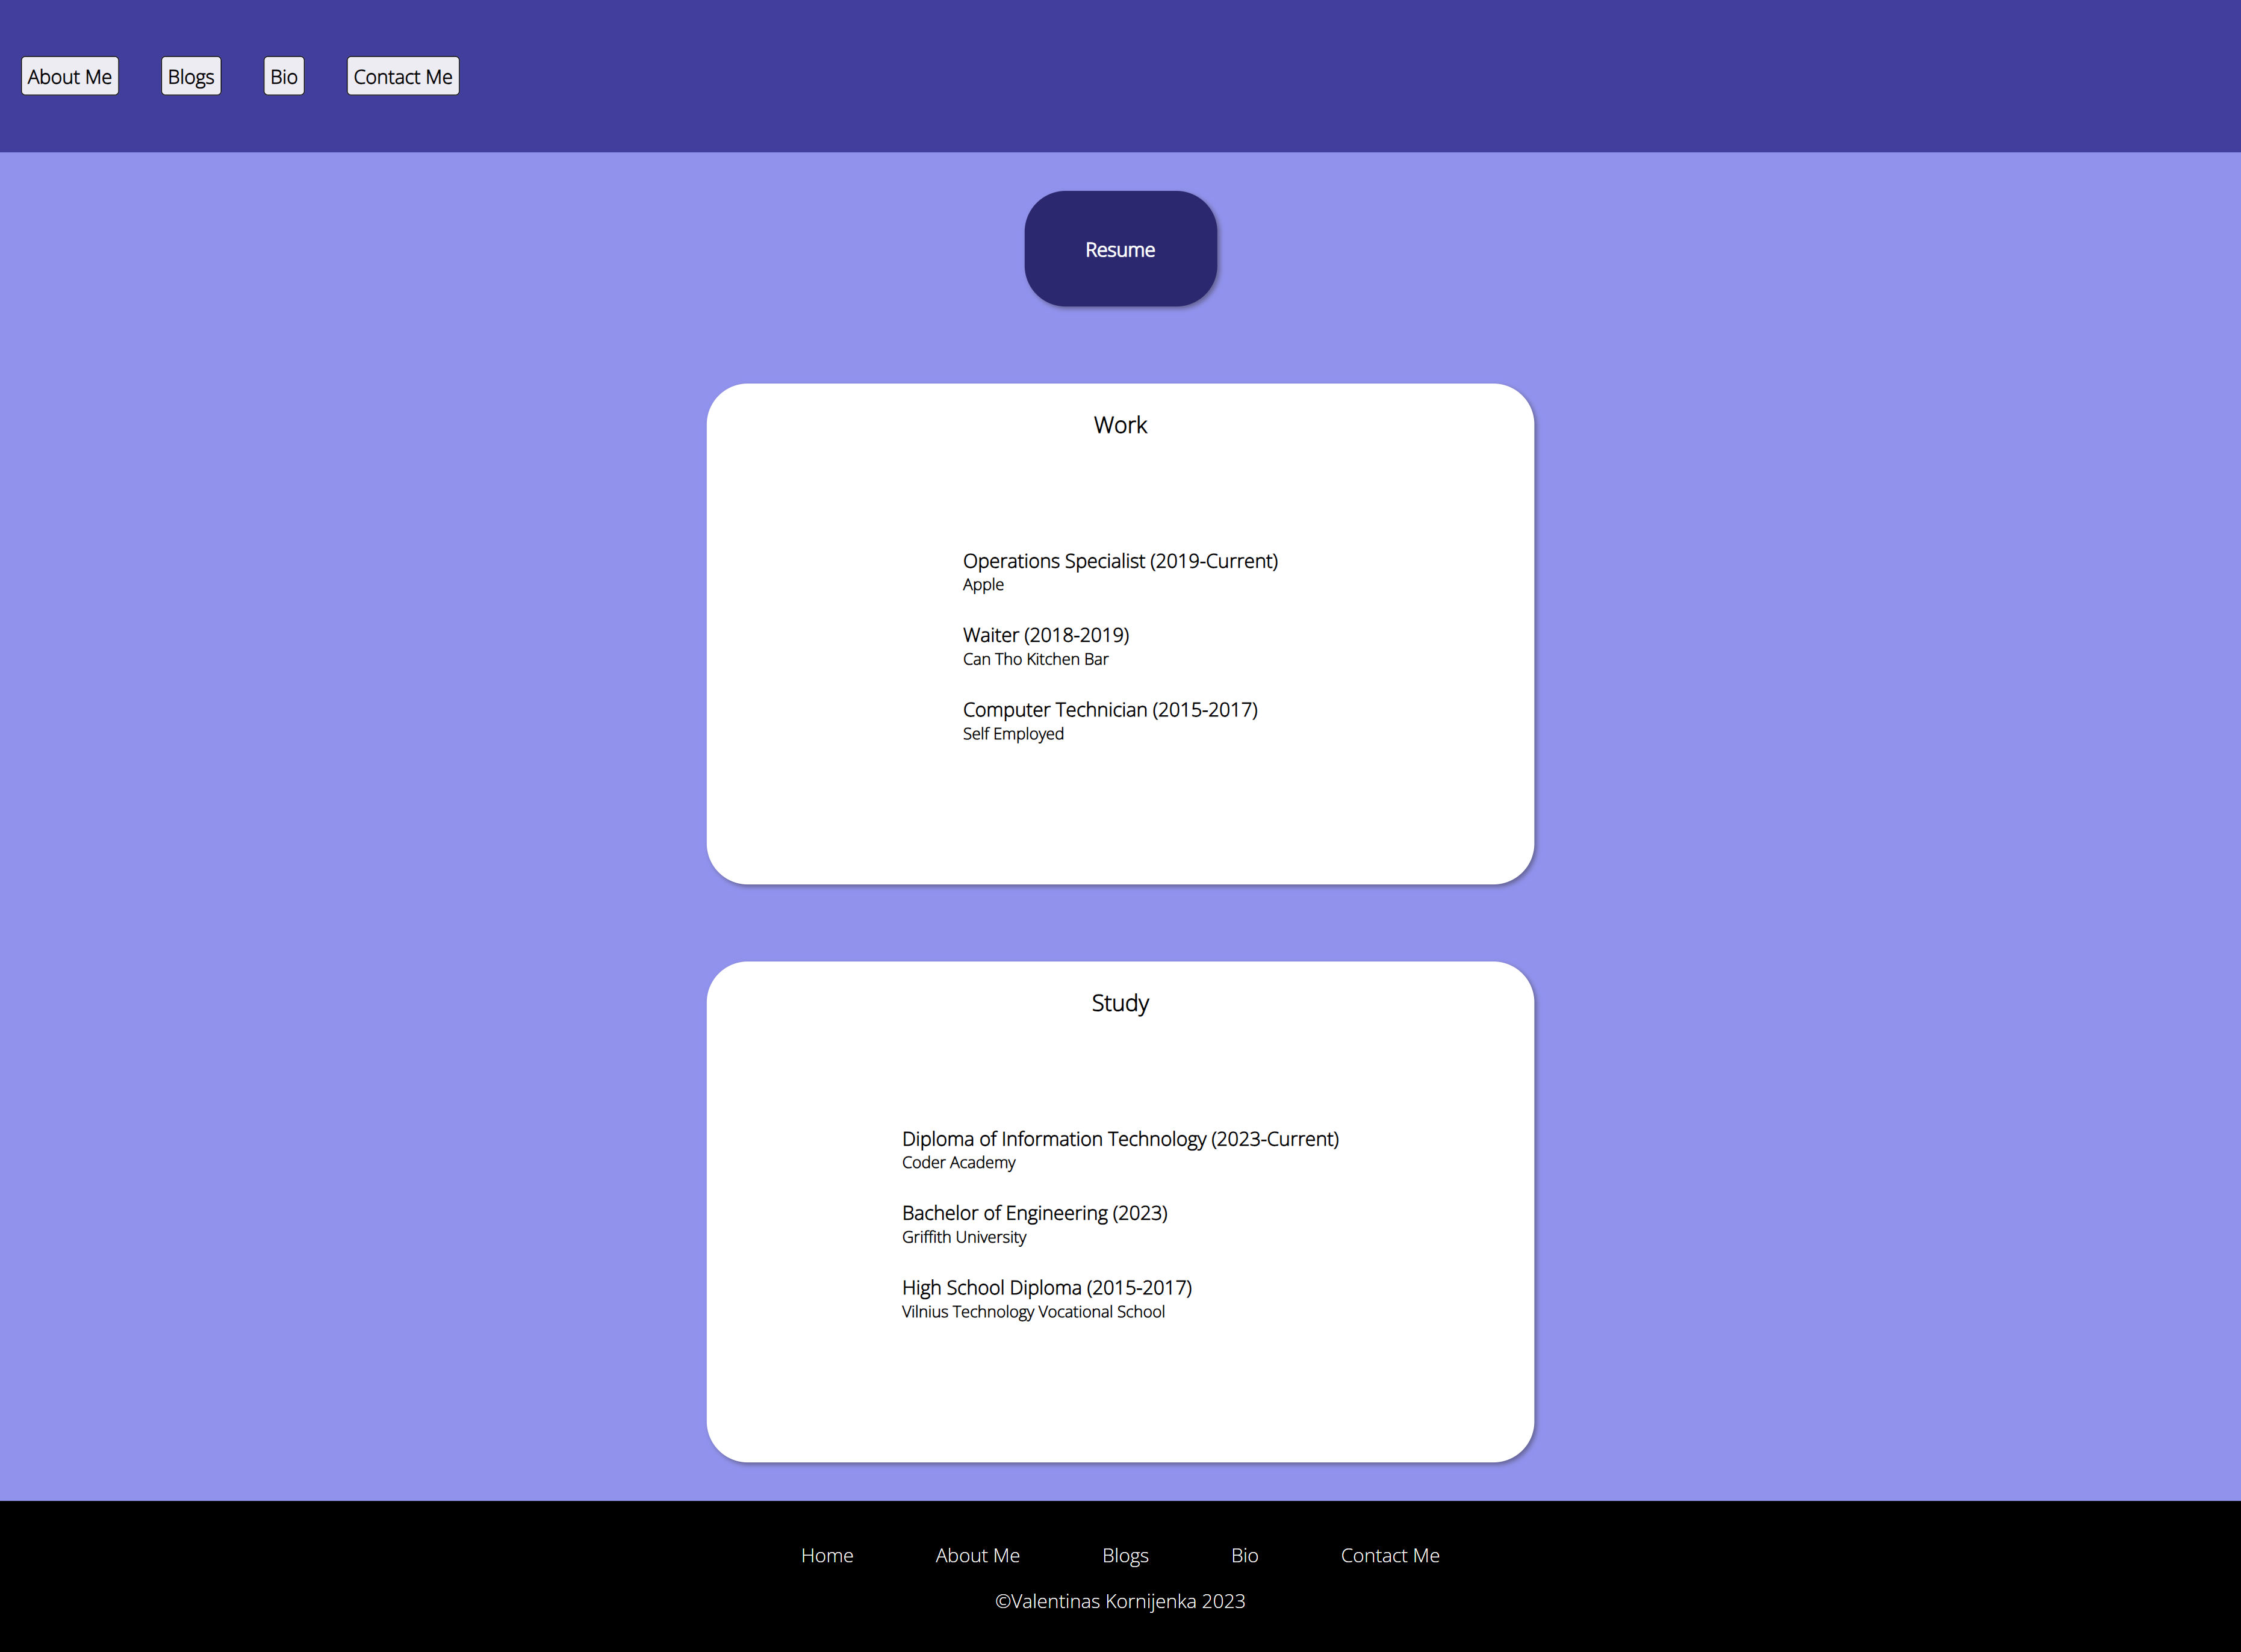 About Me
Blogs
Bio
Contact Me
Resume
Work
Operations Specialist (2019-Current)
Apple
Waiter (2018-2019)
Can Tho Kitchen Bar
Computer Technician (2015-2017)
Self Employed
Study
Diploma of Information Technology (2023-Current)
Coder Academy
Bachelor of Engineering (2023)
Griffith University
High School Diploma (2015-2017)
Vilnius Technology Vocational School
Home
About Me
Blogs
Bio
Contact Me
©Valentinas Kornijenka 2023